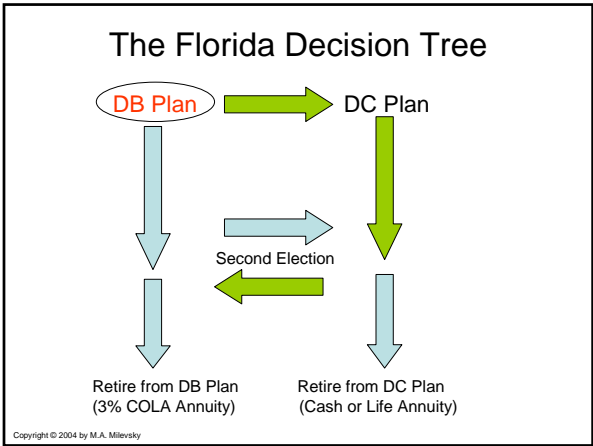 The Florida Decision Tree
DB Plan
DC Plan
Second Election
Retire from DB Plan
(3% COLA Annuity)
Retire from DC Plan
(Cash or Life Annuity)
Copyright © 2004 by M.A. Milevsky